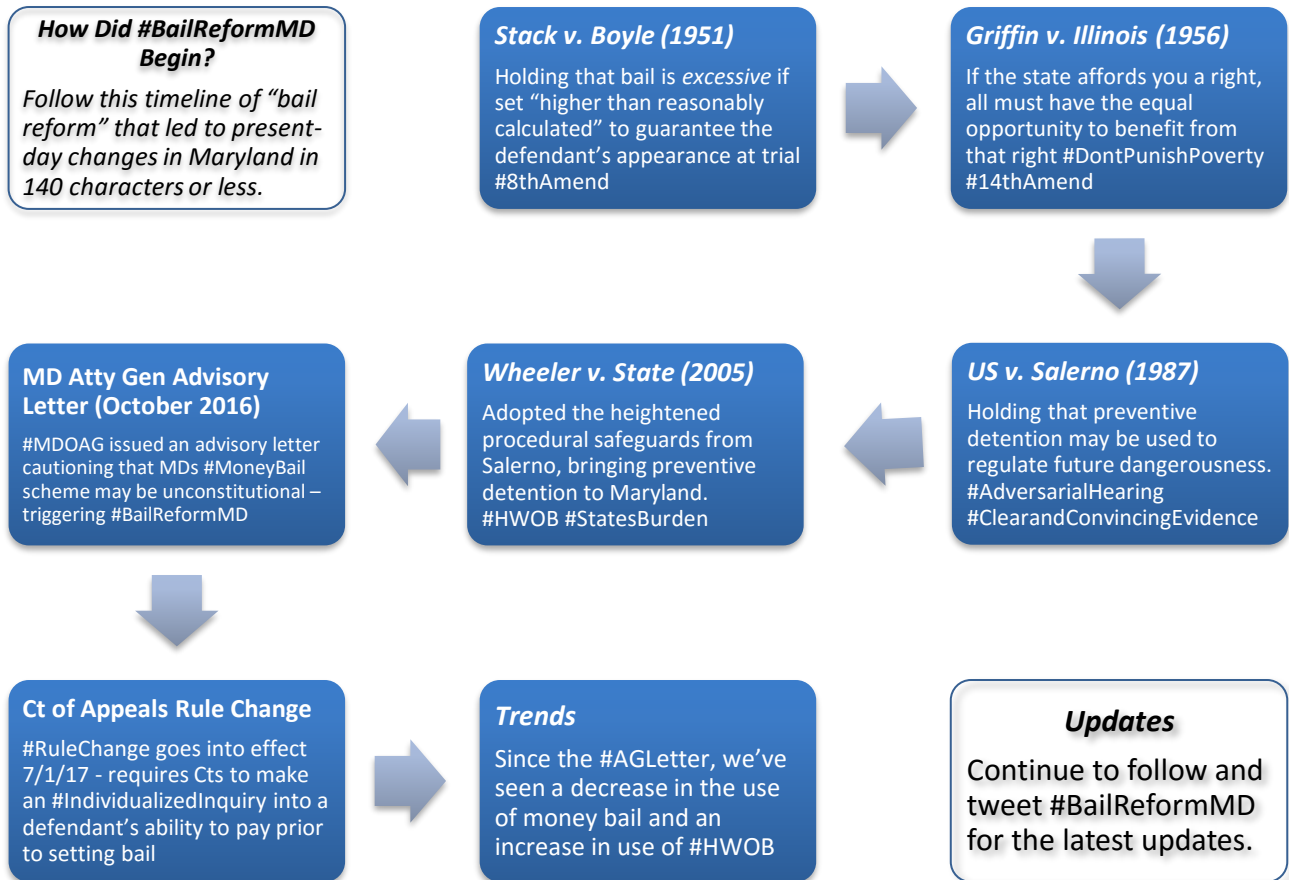 How Did #BailReformMD
Begin?
Follow this timeline of “bail
reform” that led to present-
day changes in Maryland in
140 characters or less.
Stack v. Boyle (1951)
Holding that bail is excessive if
set “higher than reasonably
calculated” to guarantee the
defendant’s appearance at trial
#8thAmend
Griffin v. Illinois (1956)
If the state affords you a right,
all must have the equal
opportunity to benefit from
that right #DontPunishPoverty
#14thAmend
US v. Salerno (1987)
Holding that preventive
detention may be used to
regulate future dangerousness.
#AdversarialHearing
#ClearandConvincingEvidence
Wheeler v. State (2005)
Adopted the heightened
procedural safeguards from
Salerno, bringing preventive
detention to Maryland.
#HWOB #StatesBurden
MD Atty Gen Advisory
Letter (October 2016)
#MDOAG issued an advisory letter
cautioning that MDs #MoneyBail
scheme may be unconstitutional –
triggering #BailReformMD
Ct of Appeals Rule Change
#RuleChange goes into effect
7/1/17 - requires Cts to make
an #IndividualizedInquiry into a
defendant’s ability to pay prior
to setting bail
Trends
Since the #AGLetter, we’ve
seen a decrease in the use
of money bail and an
increase in use of #HWOB
Updates
Continue to follow and
tweet #BailReformMD
for the latest updates.